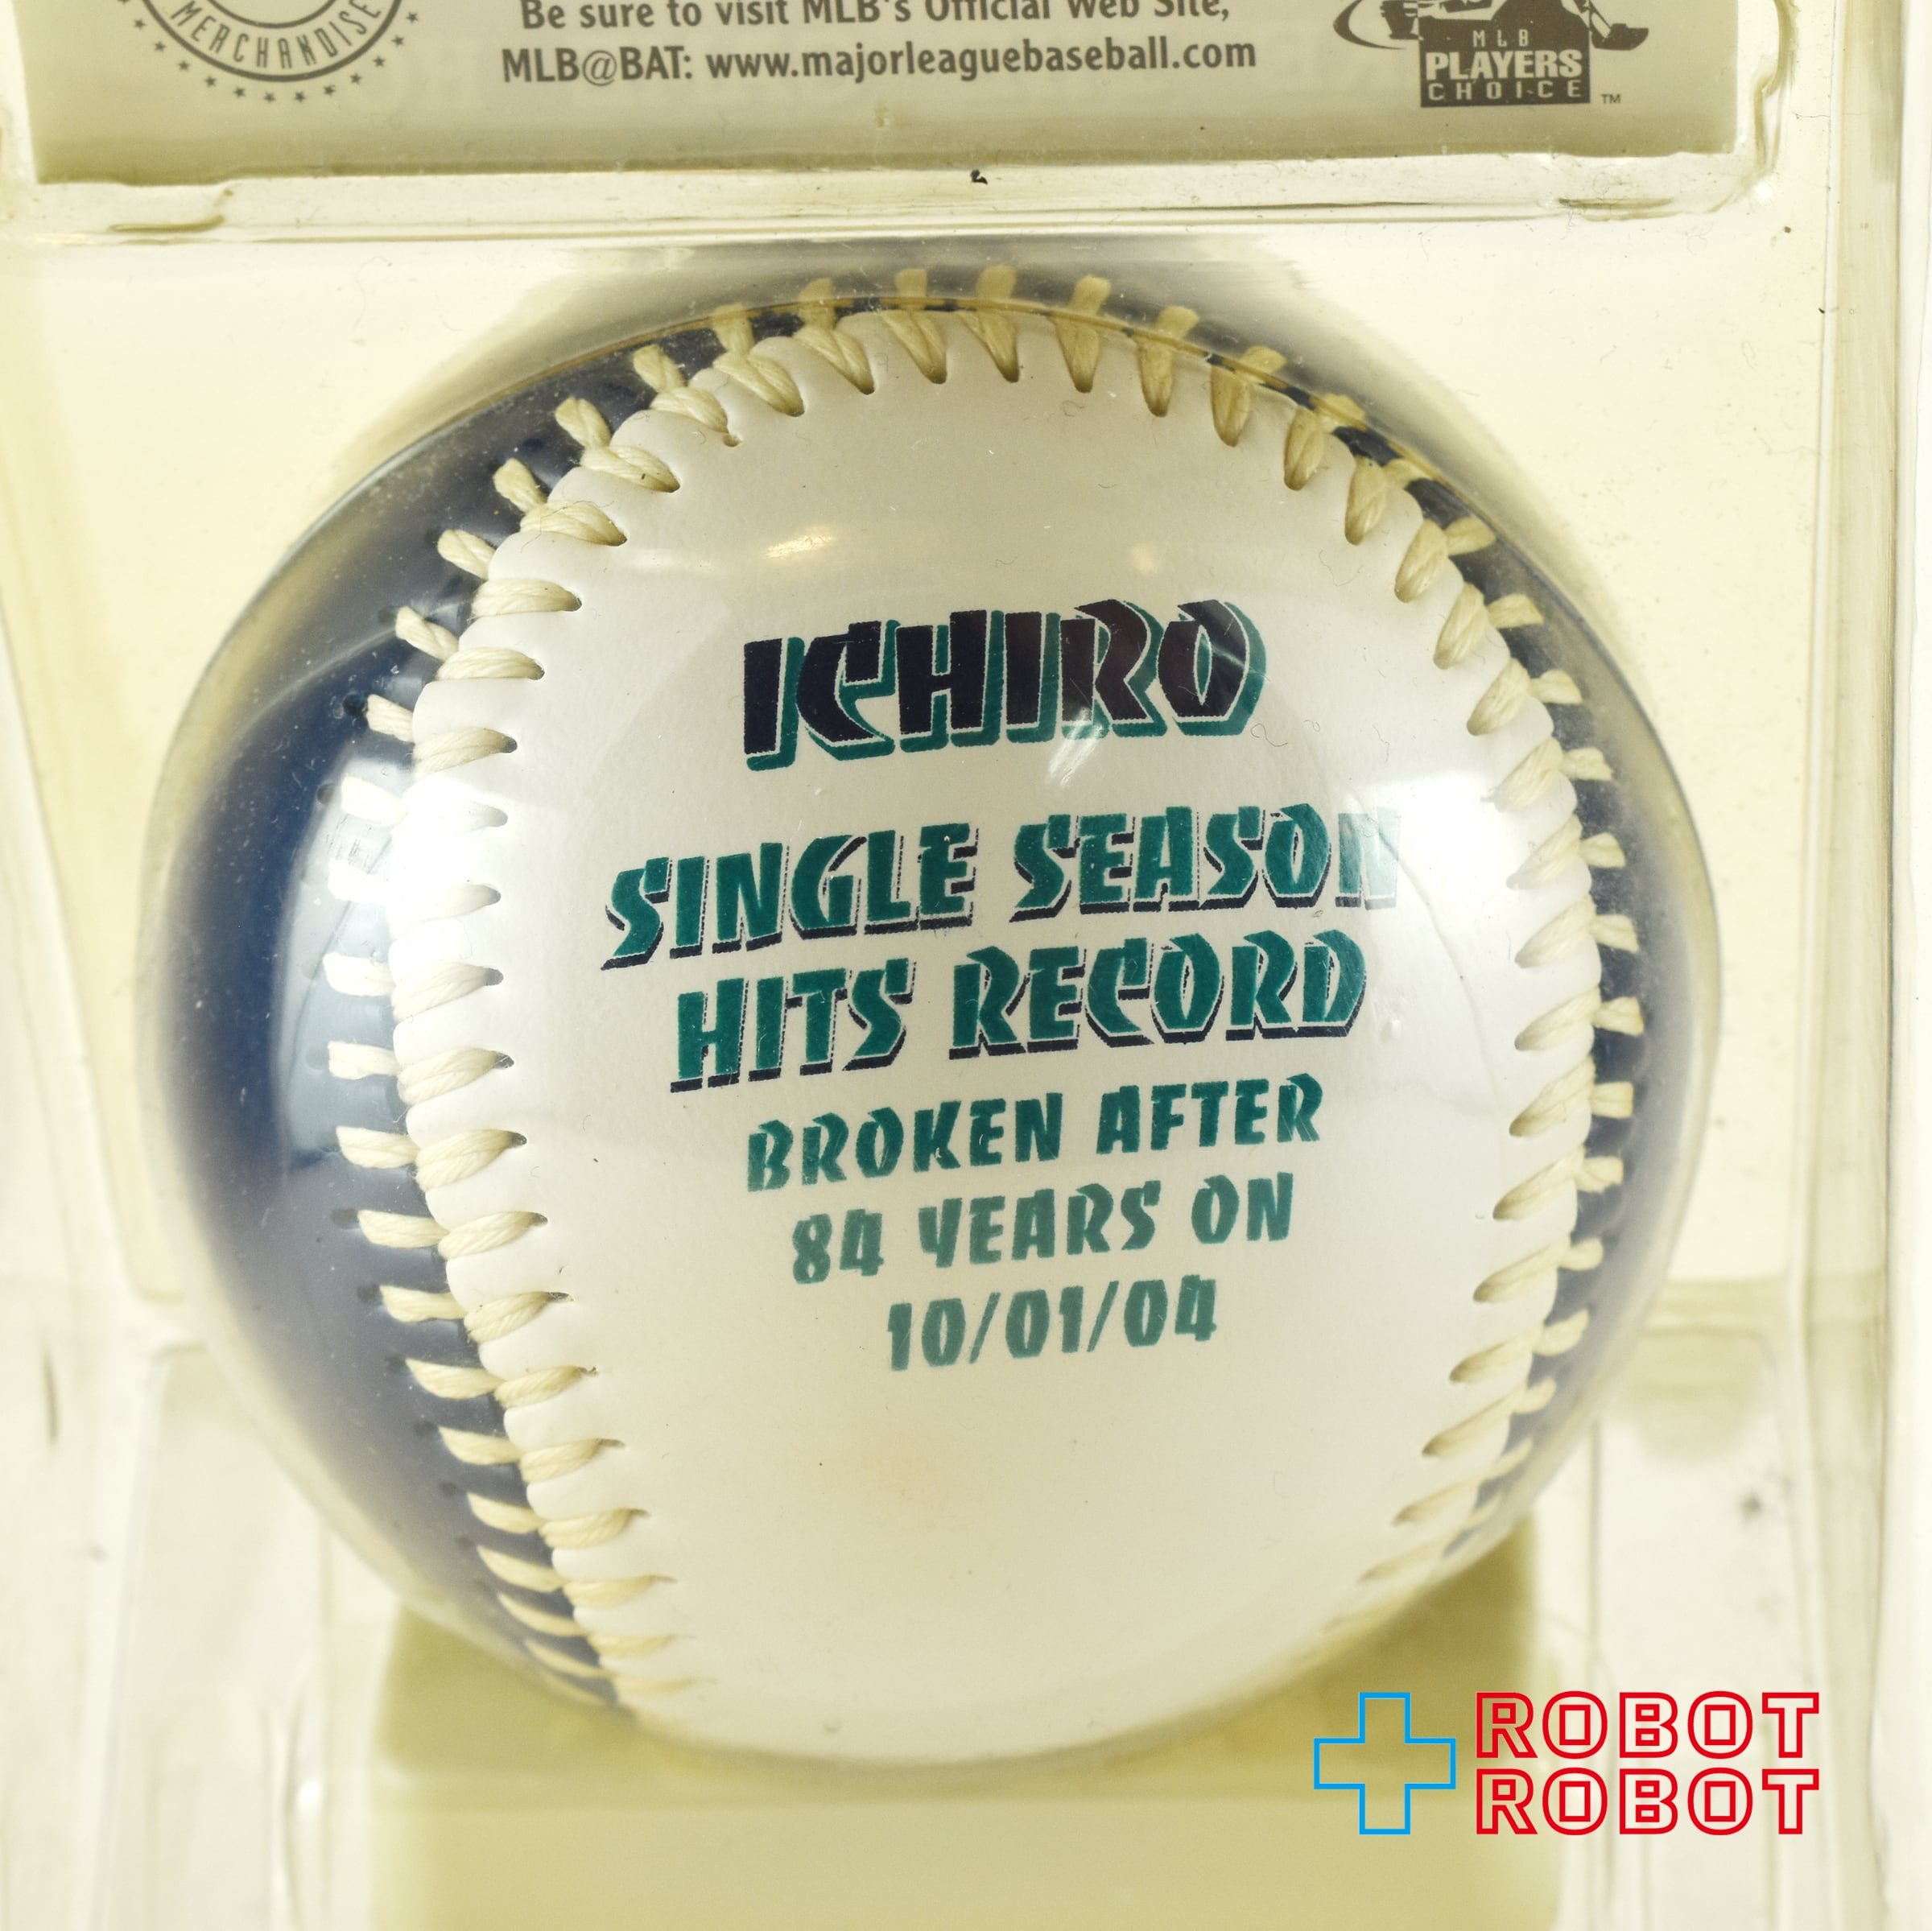 MERCHANDISE
Be sure to visit MLB's Official Web Site,
MLB@BAT: www.majorleaguebaseball.com
MLB
PLAYERS
CHOICE
TM
ICHIRO
SINGLE SEASON
HITS RECORD
BROKEN AFTER
84 YEARS ON
10/01/04
ROBOT
ROBOT